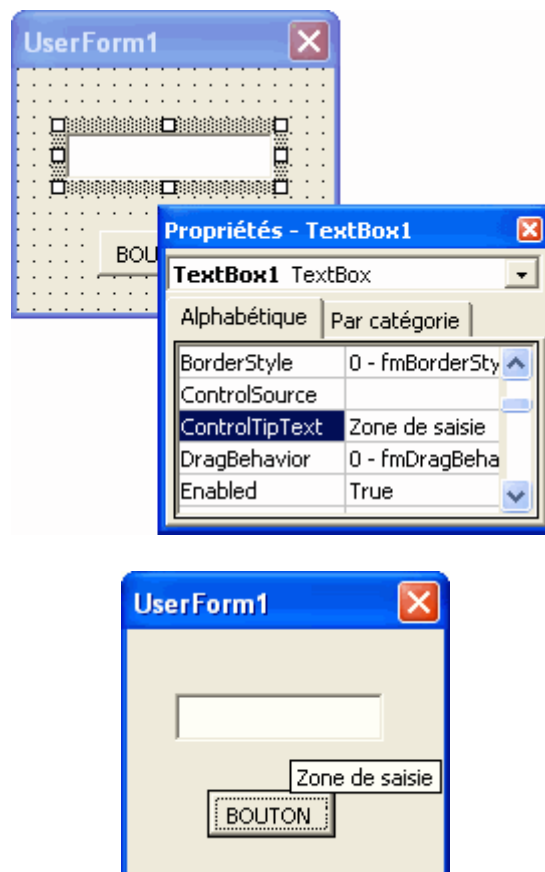 UserForm1
BOU
Propriétés - TextBox1
TextBox1 TextBox
Alphabétique Par catégorie
BorderStyle 0 - fmBorderSty
ControlSource
ControlTipText Zone de saisie
DragBehavior 0 - fmDragBeha
Enabled True
UserForm1
Zone de saisie
BOUTON